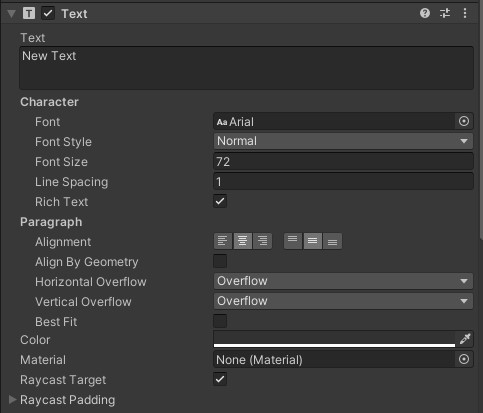 Text
Text
New Text
Character
Font Aa Arial
Font Style Normal
Font Size 72
Line Spacing 1
Rich Text
Paragraph
Alignment
Align By Geometry
Horizontal Overflow Overflow
Vertical Overflow Overflow
Best Fit
Color
Material None (Material)
Raycast Target
Raycast Padding